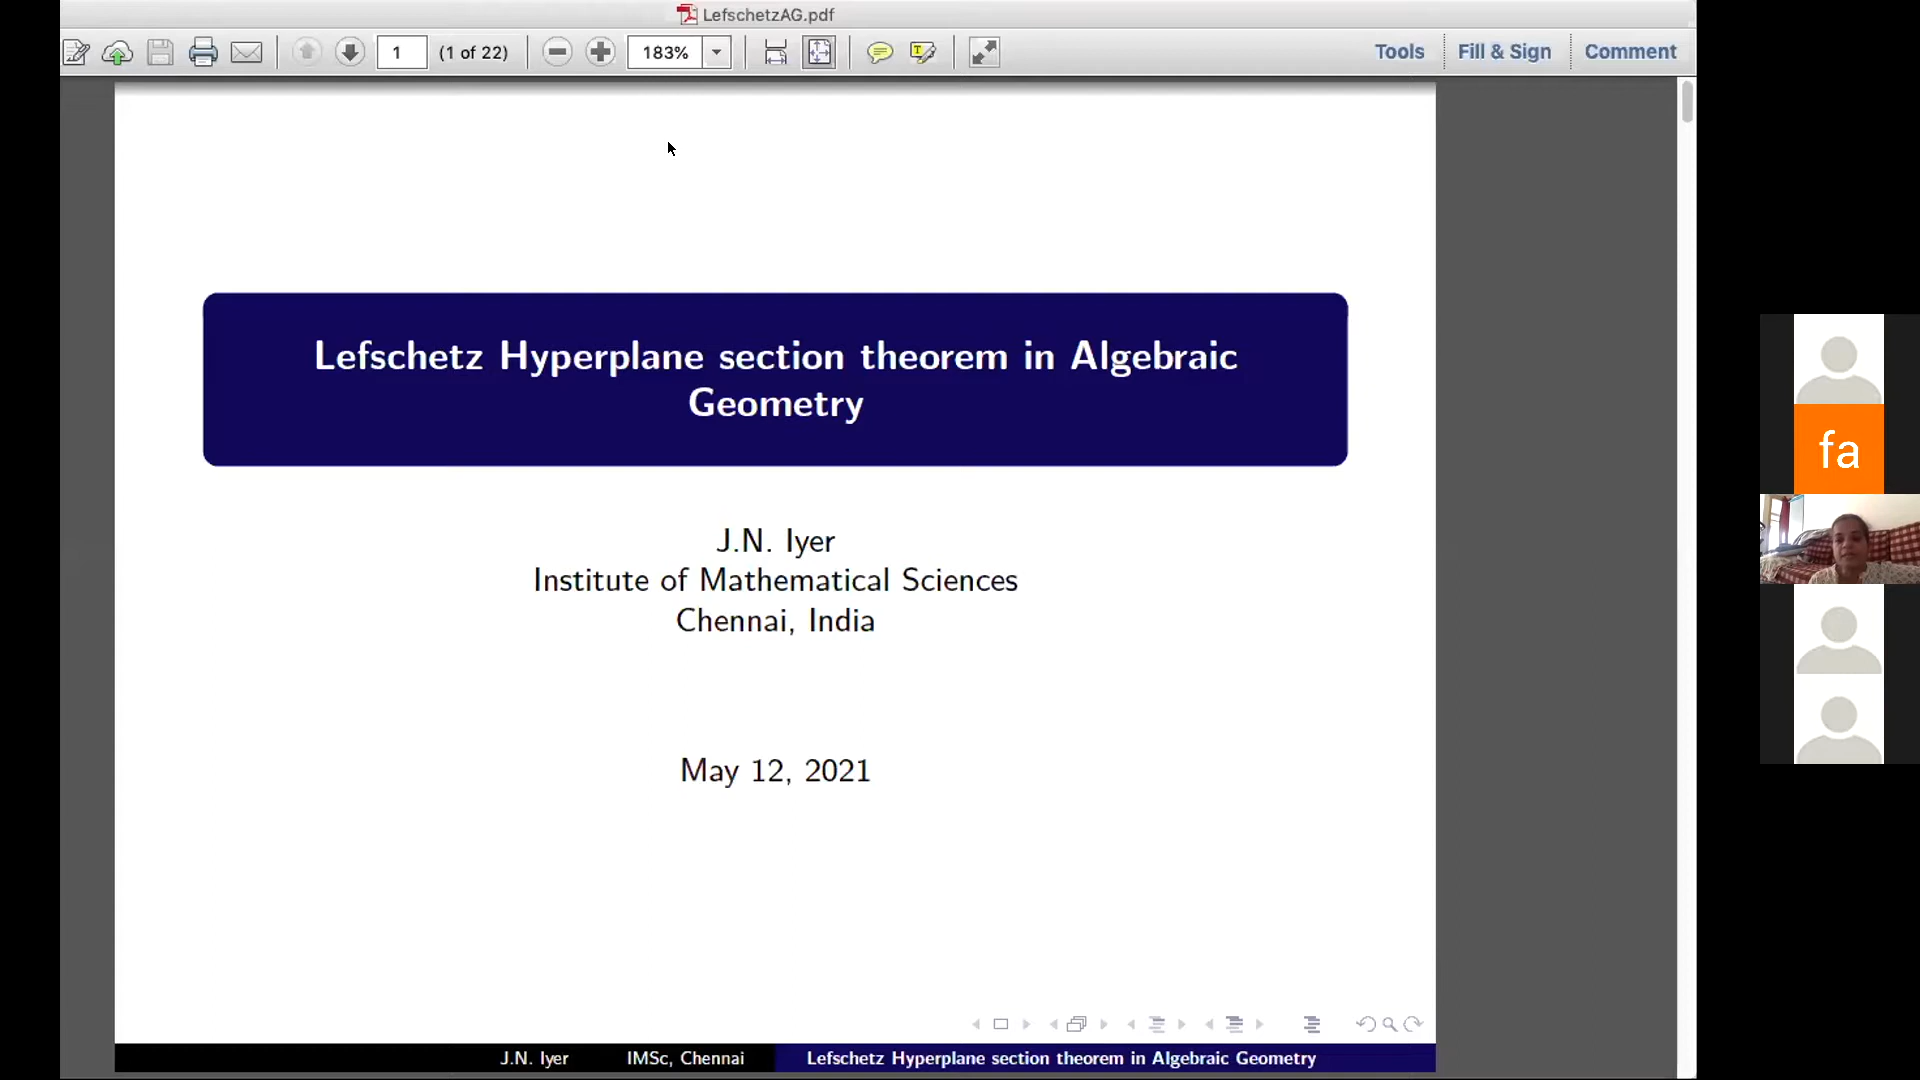 LefschetzAG.pdf
1 (1 of 22) 183% Tools Fill & Sign Comment
Lefschetz Hyperplane section theorem in Algebraic
Geometry
J.N. Iyer
Institute of Mathematical Sciences
Chennai, India
May 12, 2021
fa
J.N. Iyer IMSc, Chennai Lefschetz Hyperplane section theorem in Algebraic Geometry